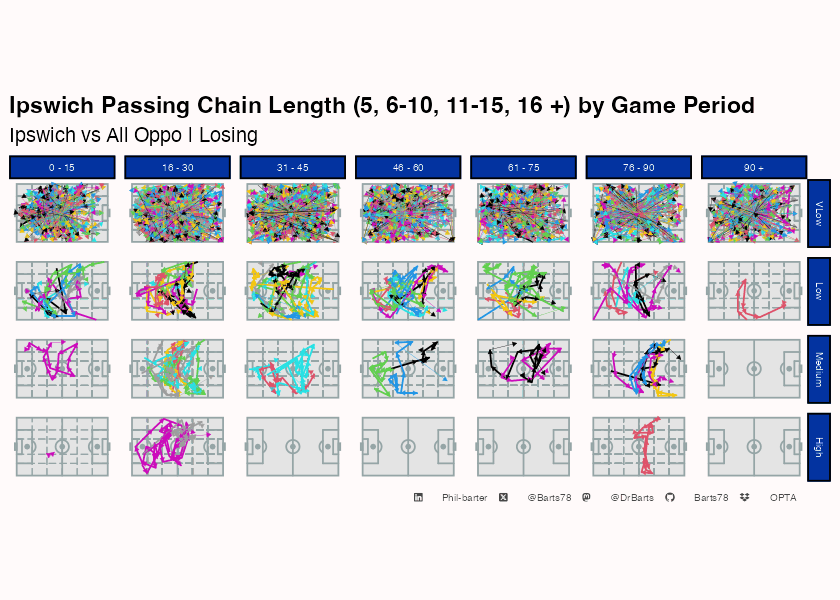 Ipswich Passing Chain Length (5, 6-10, 11-15, 16 +) by Game Period
Ipswich vs All Oppo | Losing
0 - 15 16 - 30 31 - 45 46 - 60 61 - 75 76 - 90 90 +
V Low
Low
Medium
High
Phil-barter @Barts78 @DrBarts Barts78 OPTA